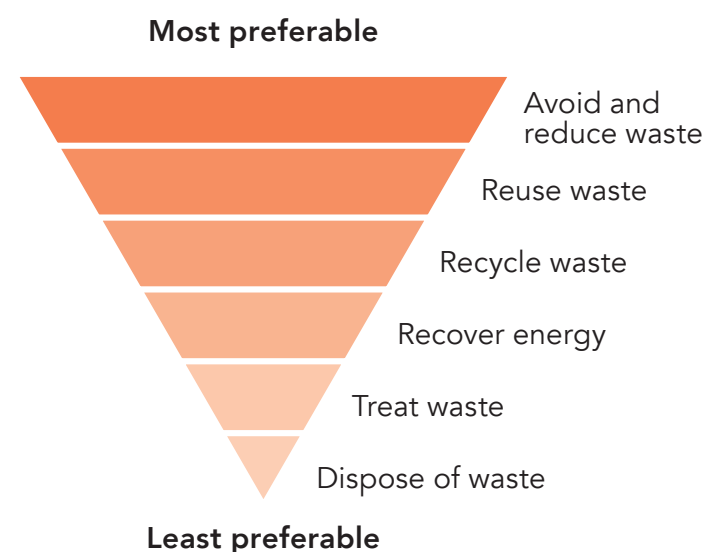 Most preferable
Avoid and
reduce waste
Reuse waste
Recycle waste
Recover energy
Treat waste
Dispose of waste
Least preferable